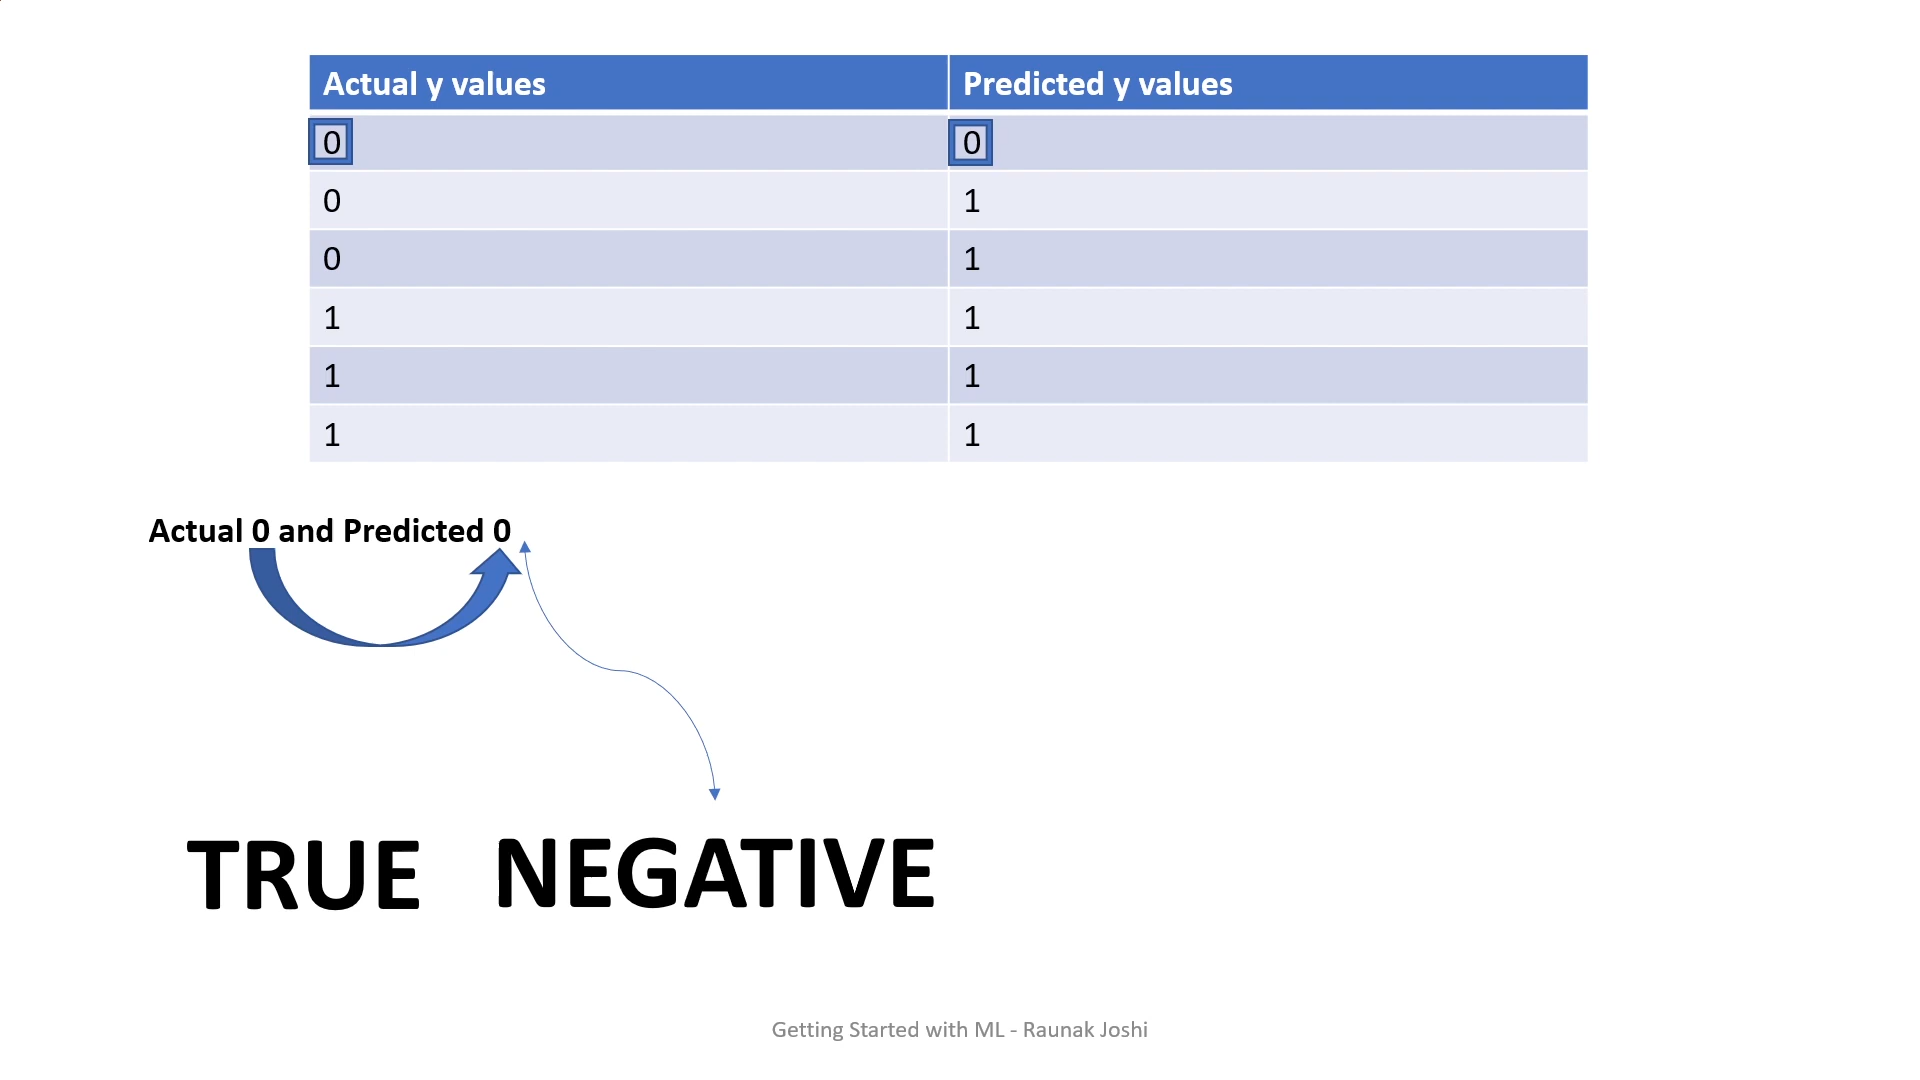 Actual y values Predicted y values
0 0
0 1
0 1
1 1
1 1
1 1
Actual 0 and Predicted 0
TRUE NEGATIVE
Getting Started with ML - Raunak Joshi